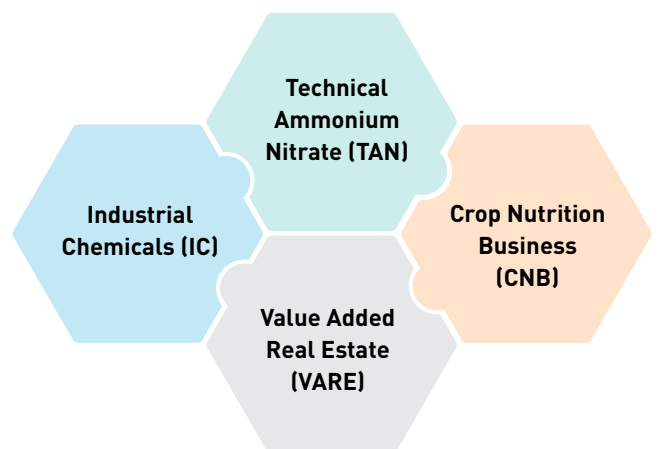 Technical
Ammonium
Nitrate (TAN)
Industrial
Chemicals (IC)
Crop Nutrition
Business
(CNB)
Value Added
Real Estate
(VARE)